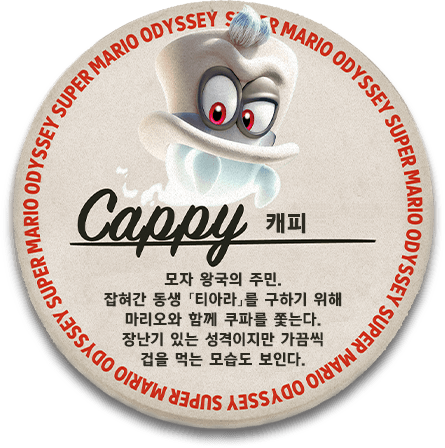 SUPER MARIO ODYSSEY SUPER MARIO ODYSSEY SUPER MARIO ODYSSEY SUPER MARIO ODYSSEY SUPER MARIO ODYSSEY
Cappy 캐피
모자 왕국의 주민.
잡혀간 동생 「티아라」를 구하기 위해
마리오와 함께 쿠파를 쫓는다.
장난기 있는 성격이지만 가끔씩
겁을 먹는 모습도 보인다.